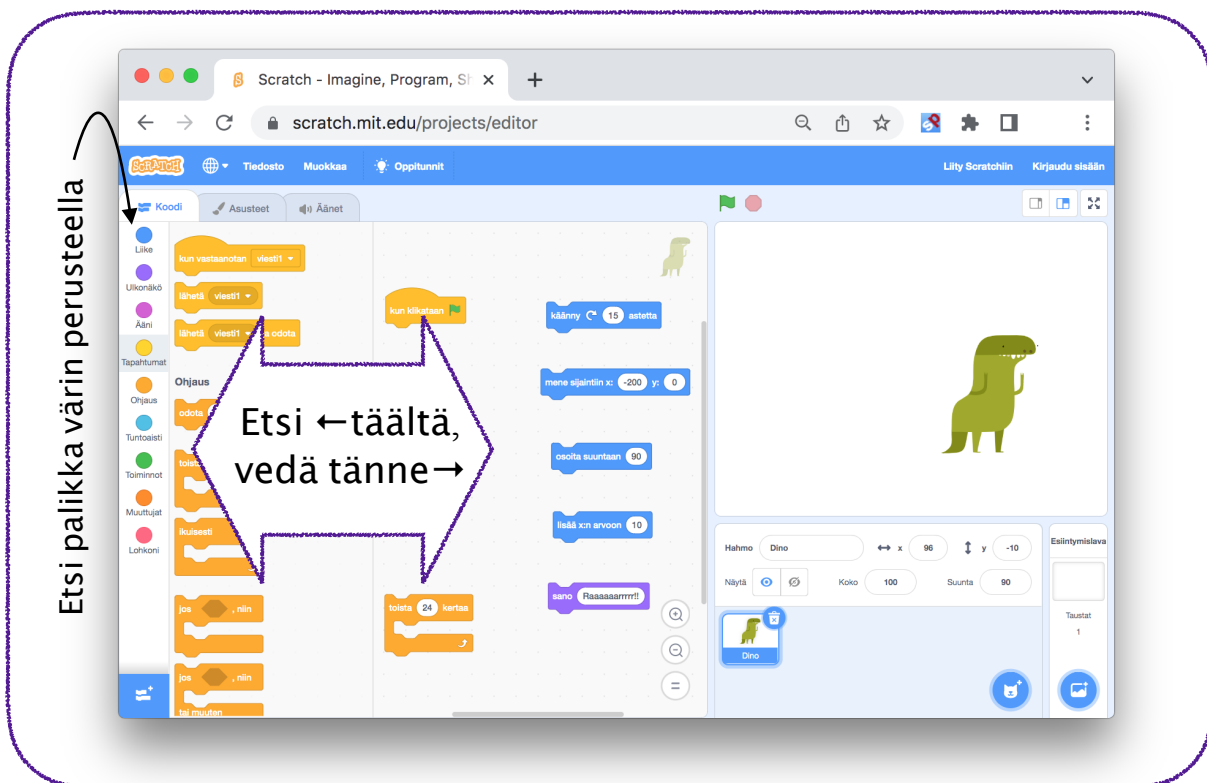 Etsi palikka värin perusteella
Scratch - Imagine, Program, Sh
scratch.mit.edu/projects/editor
SCRATCH
Tiedosto
Muokkaa
Oppitunnit
Liity Scratchiin
Kirjaudu sisään
Koodi
Asusteet
Äänet
Liike
Ulkonäkö
Ääni
Tapahtumat
Ohjaus
Tuntoaisti
Toiminnot
Muuttujat
Lohkoni
kun vastaanotan viesti1
lähetä viesti1
lähetä viesti1 a odota
Ohjaus
odota
toista
ikuisesti
jos , niin
jos , niin
tai muuten
Etsi ←täältä,
vedä tänne→
kun klikataan
toista 24 kertaa
käänny 15 astetta
mene sijaintiin x: -200 y: 0
osoita suuntaan 90
lisää x:n arvoon 10
sano Raaaaaarrrrr!!
Hahmo Dino x 96 y -10
Näytä Koko 100 Suunta 90
Dino
Esiintymislava
Taustat
1